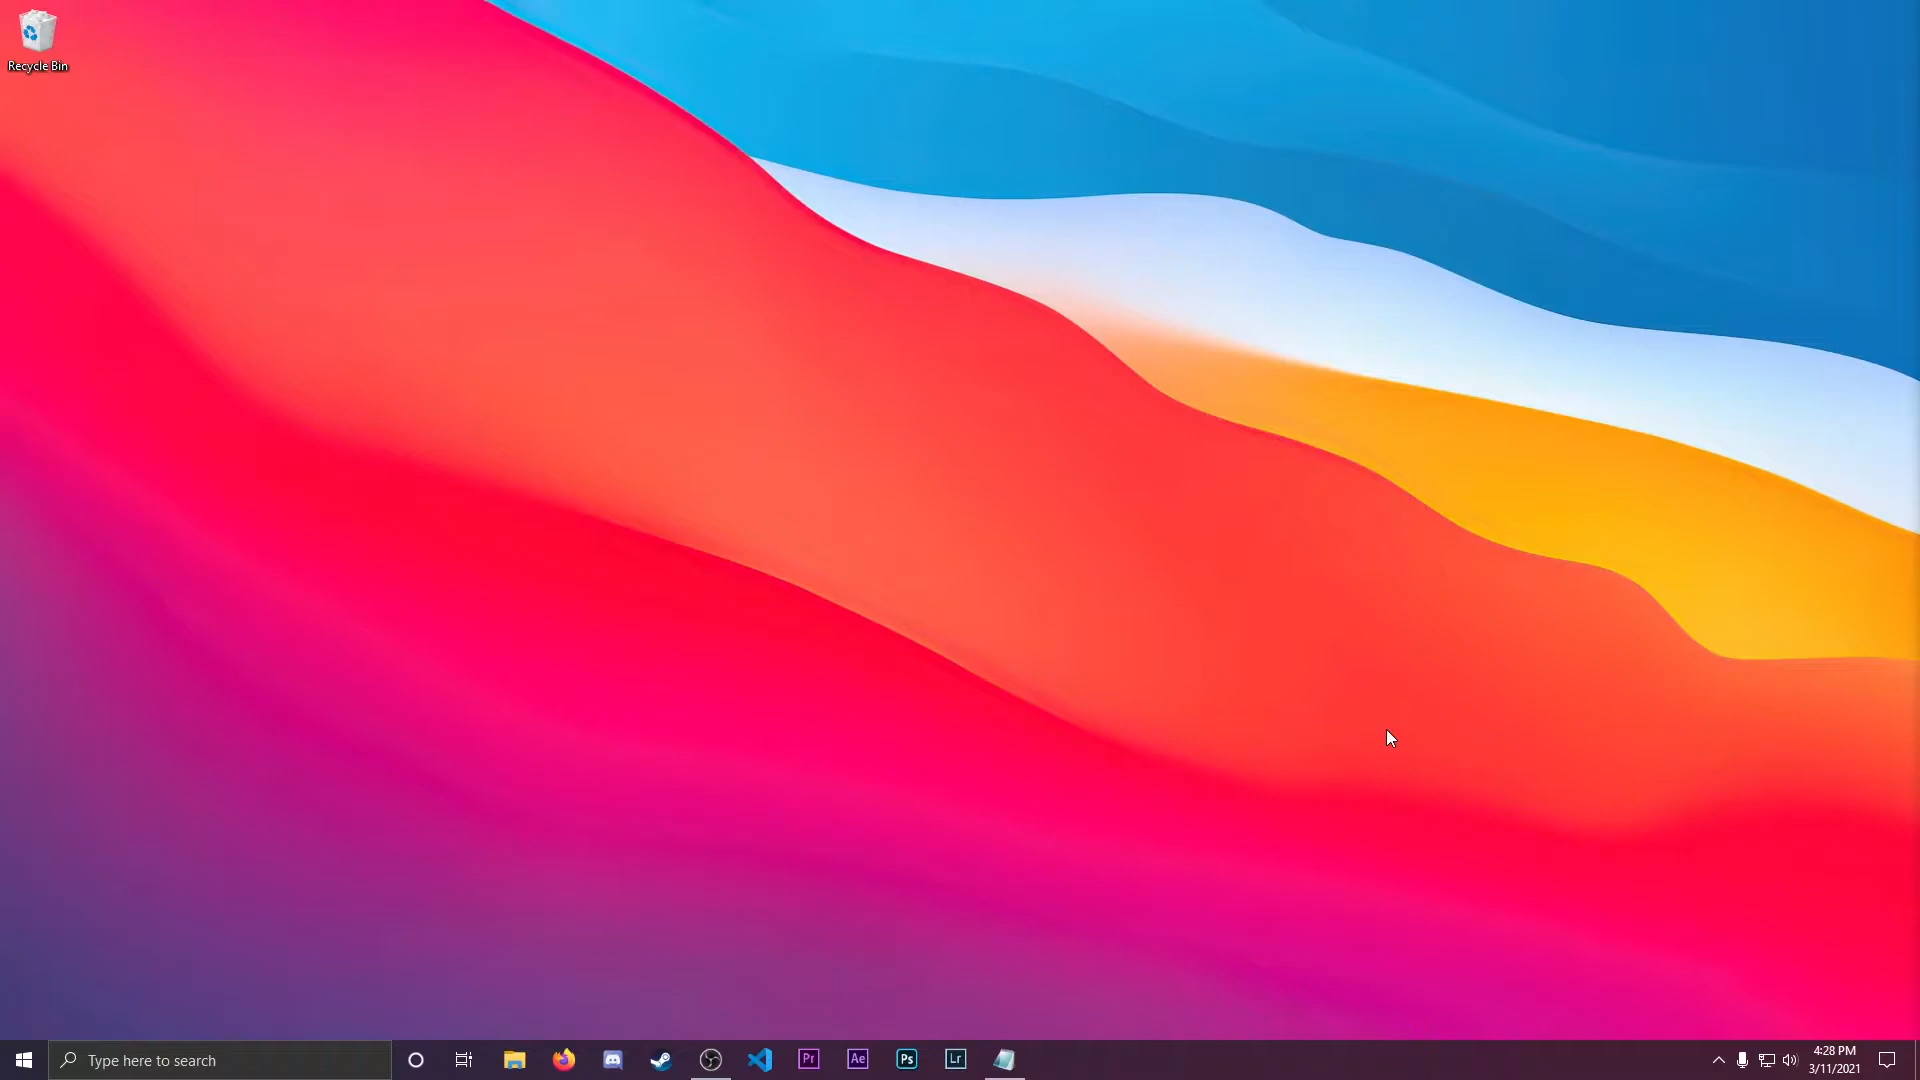 Recycle Bin
Type here to search
Pr
Ae
Ps
Lr
4:28 PM
3/11/2021